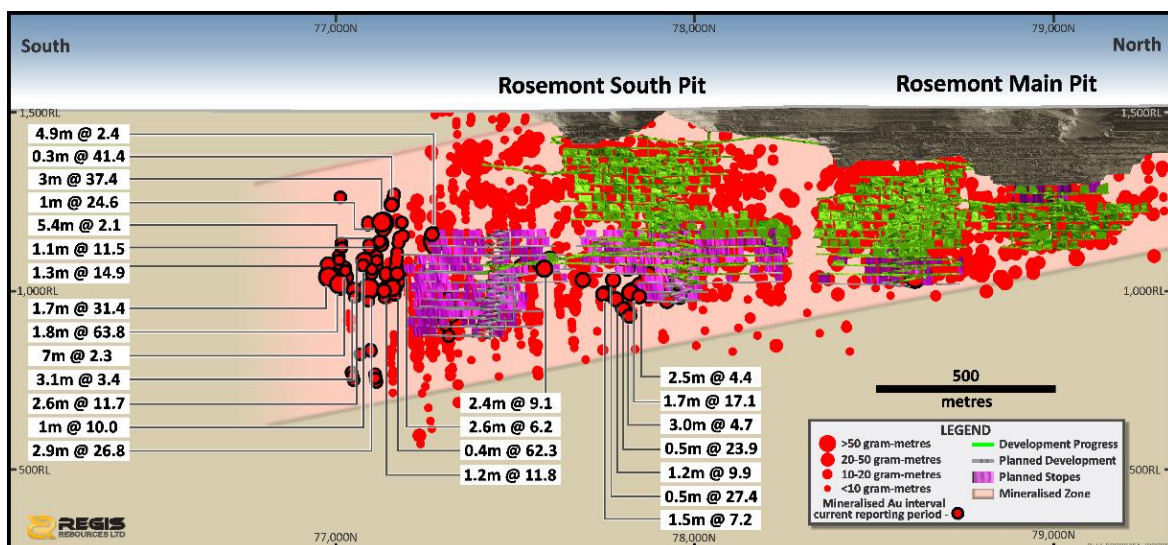 77,000N 78,000N 79,000N
South
North
Rosemont South Pit
Rosemont Main Pit
1,500RL
1,500RL
4.9m @ 2.4
0.3m @ 41.4
3m @ 37.4
1m @ 24.6
5.4m @ 2.1
1.1m @ 11.5
1.3m @ 14.9
1,000RL
1,000RL
1.7m @ 31.4
1.8m @ 63.8
7m @ 2.3
3.1m @ 3.4
2.6m @ 11.7
1m @ 10.0
2.9m @ 26.8
2.4m @ 9.1
2.6m @ 6.2
0.4m @ 62.3
1.2m @ 11.8
2.5m @ 4.4
1.7m @ 17.1
3.0m @ 4.7
0.5m @ 23.9
1.2m @ 9.9
0.5m @ 27.4
1.5m @ 7.2
500
metres
LEGEND
>50 gram-metres
20-50 gram-metres
10-20 gram-metres
<10 gram-metres
Mineralised Au interval
current reporting period -
Development Progress
Planned Development
Planned Stopes
Mineralised Zone
500RL
500RL
REGIS
RESOURCES LTD
77,000N 78,000N 79,000N